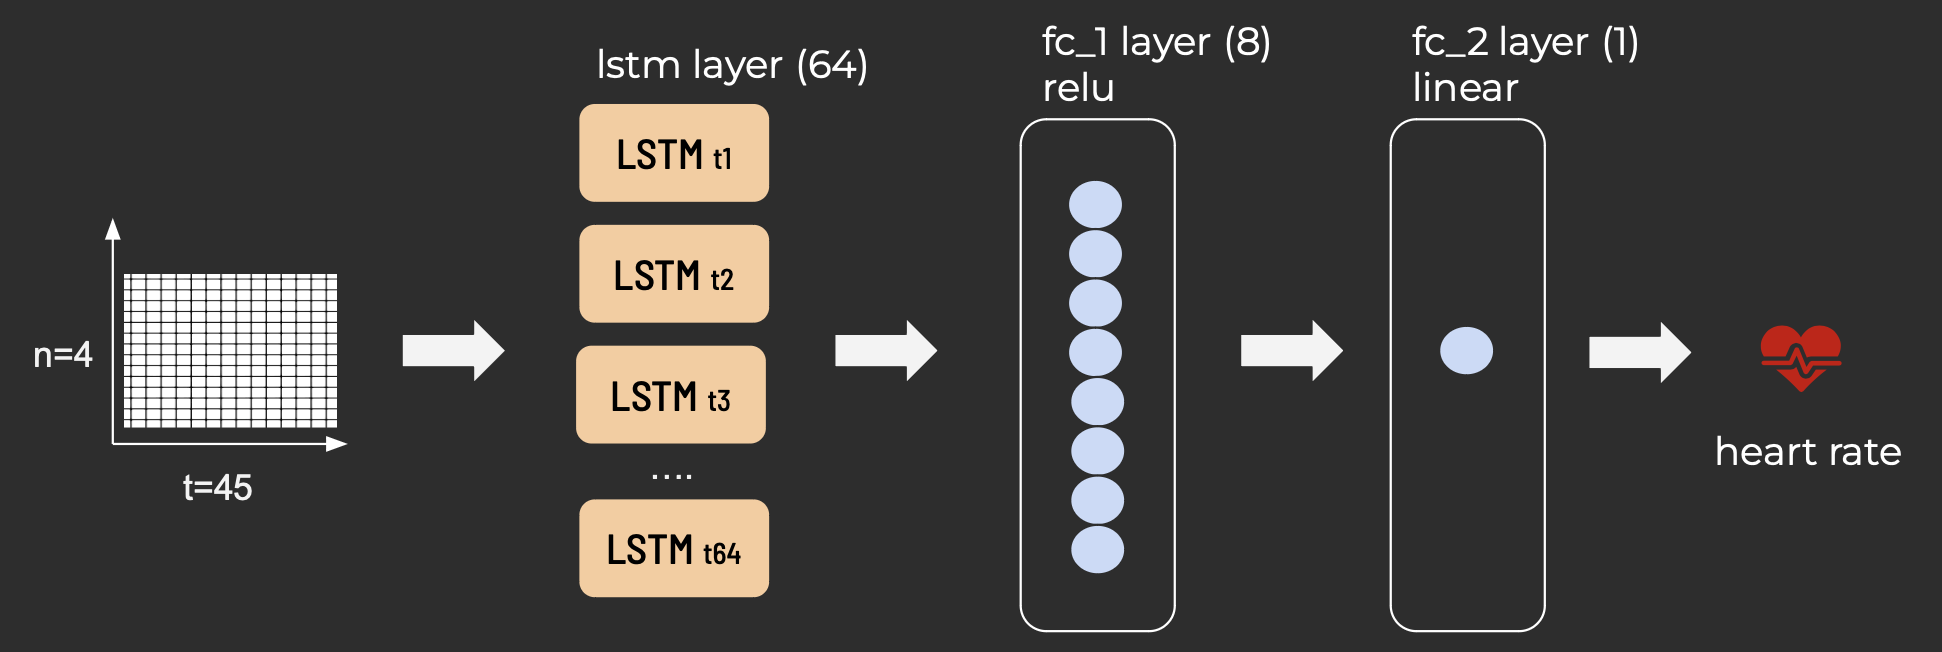 n=4
t=45
lstm layer (64)
LSTM t1
LSTM t2
LSTM t3
....
LSTM t64
fc_1 layer (8)
relu
fc_2 layer (1)
linear
heart rate